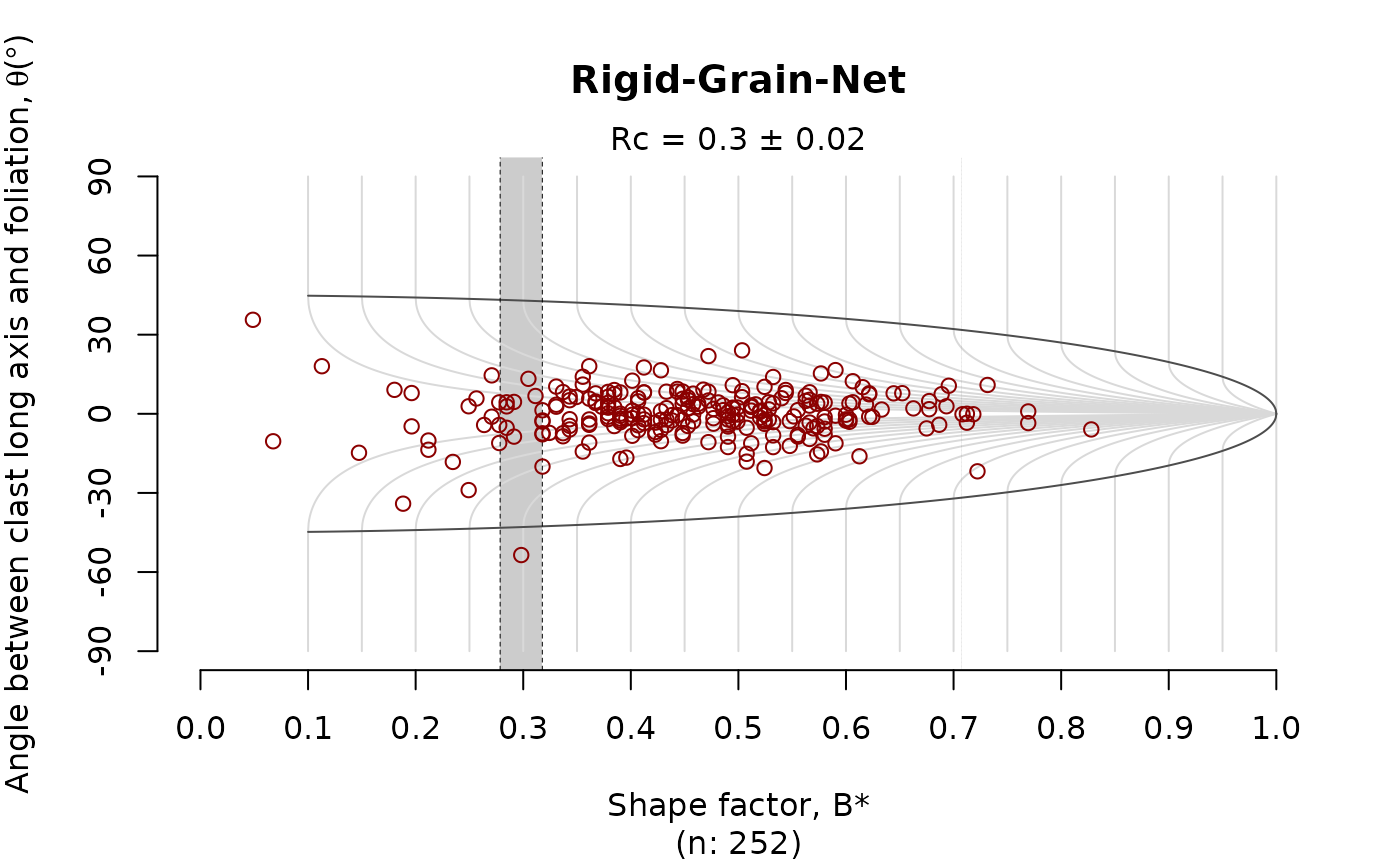 Rigid-Grain-Net
Rc = 0.3 ± 0.02
Angle between clast long axis and foliation, θ(°)
90
60
30
0
-30
-60
-90
0.0 0.1 0.2 0.3 0.4 0.5 0.6 0.7 0.8 0.9 1.0
Shape factor, B*
(n: 252)